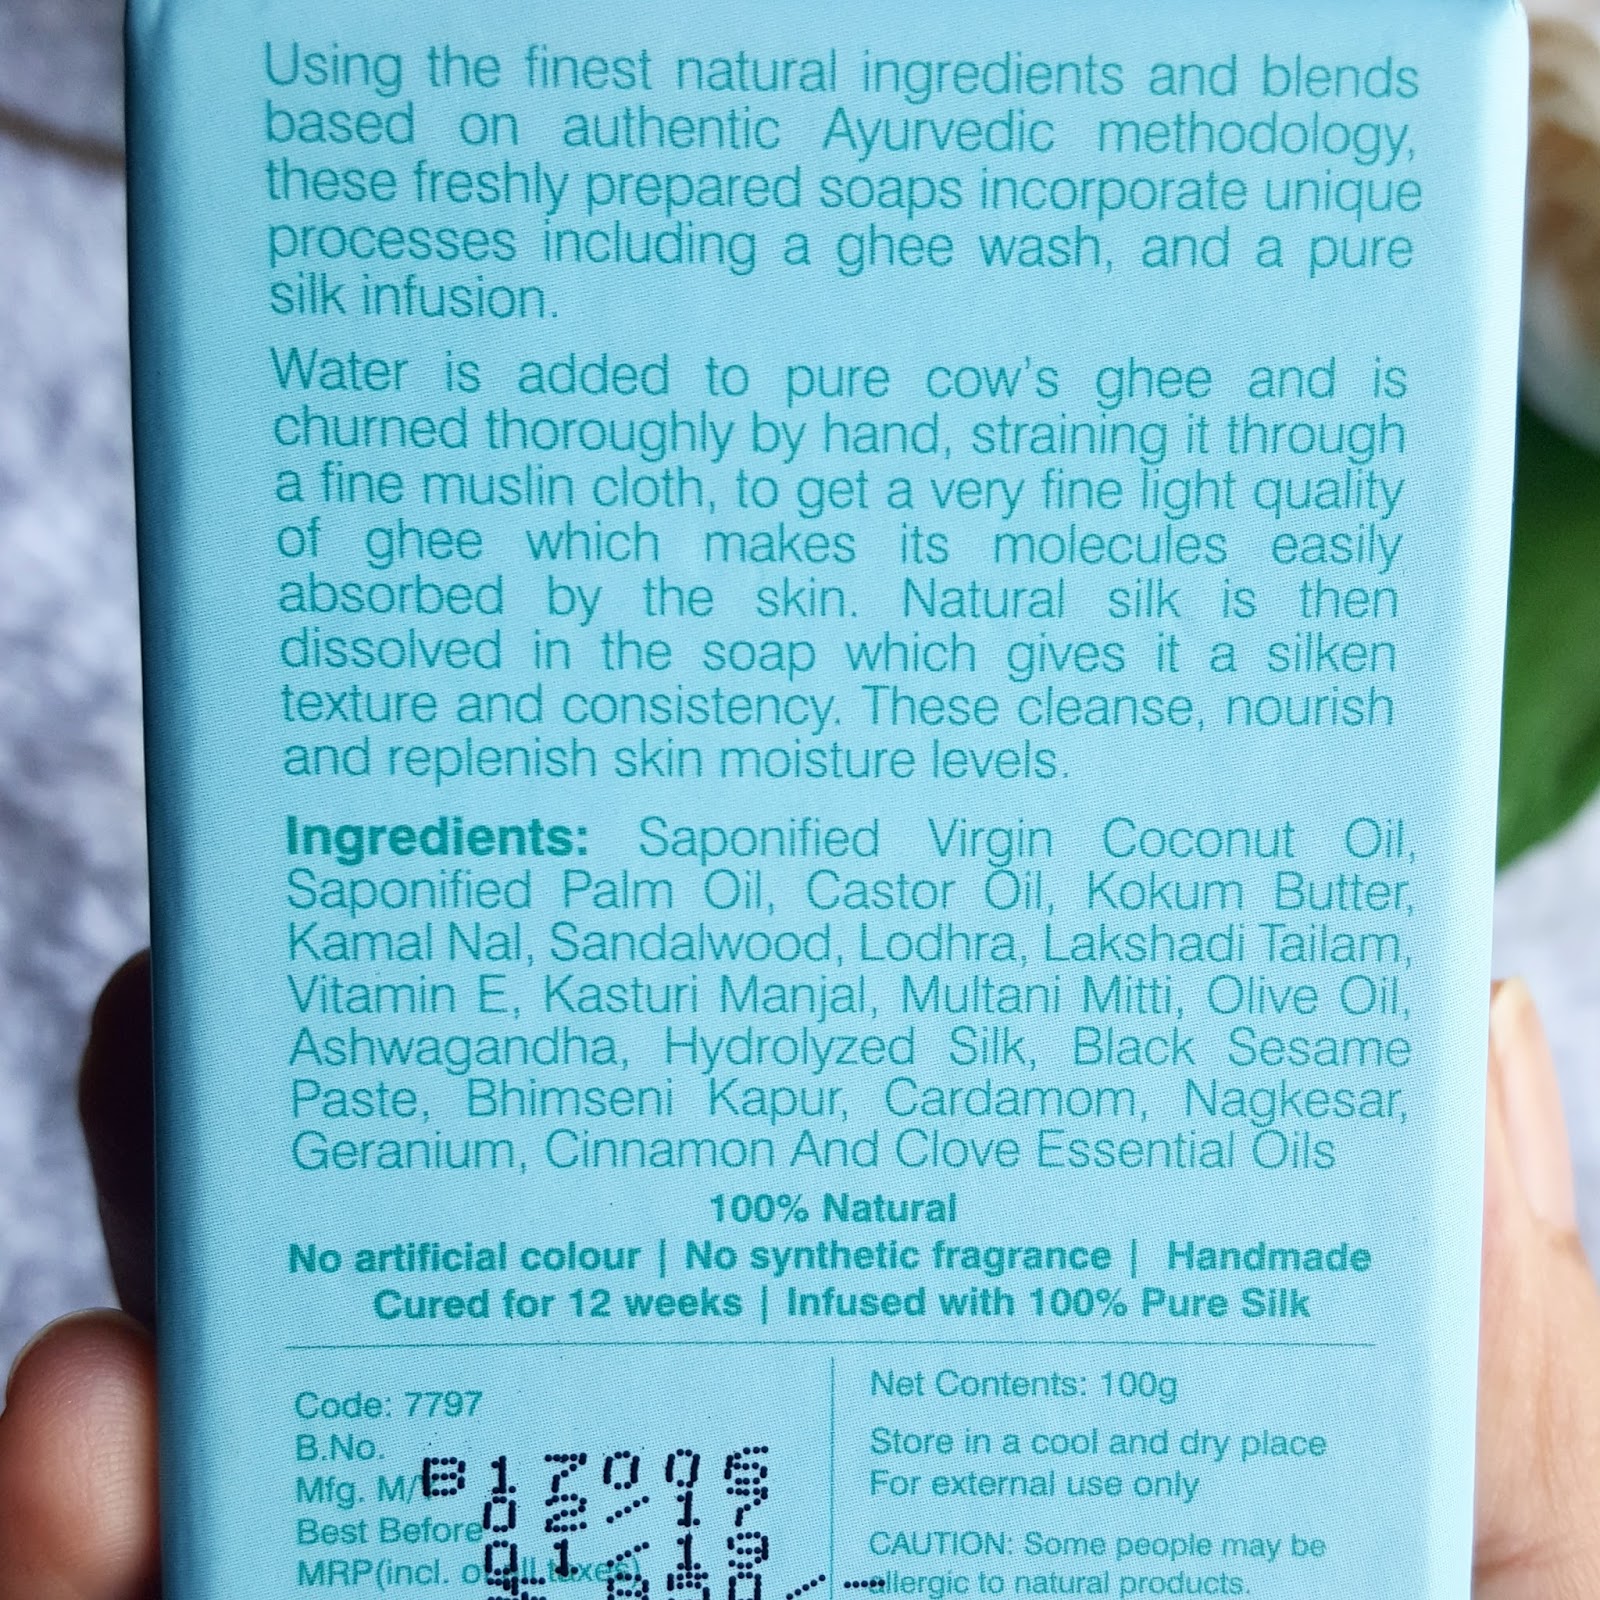 Using the finest natural ingredients and blends
based on authentic Ayurvedic methodology,
these freshly prepared soaps incorporate unique
processes including a ghee wash, and a pure
silk infusion.
Water is added to pure cow's ghee and is
churned thoroughly by hand, straining it through
a fine muslin cloth, to get a very fine light quality
of ghee which makes its molecules easily
absorbed by the skin. Natural silk is then
dissolved in the soap which gives it a silken
texture and consistency. These cleanse, nourish
and replenish skin moisture levels.
Ingredients: Saponified Virgin Coconut Oil,
Saponified Palm Oil, Castor Oil, Kokum Butter,
Kamal Nal, Sandalwood, Lodhra, Lakshadi Tailam,
Vitamin E, Kasturi Manjal, Multani Mitti, Olive Oil,
Ashwagandha, Hydrolyzed Silk, Black Sesame
Paste, Bhimseni Kapur, Cardamom, Nagkesar,
Geranium, Cinnamon And Clove Essential Oils
100% Natural
No artificial colour | No synthetic fragrance | Handmade
Cured for 12 weeks | Infused with 100% Pure Silk
Code: 7797
B.No.
B17005
Mfg.
02/17
Best Before
MRP(incl.
Net Contents: 100g
Store in a cool and dry place
For external use only
CAUTION: Some people may be
allergic to natural products.